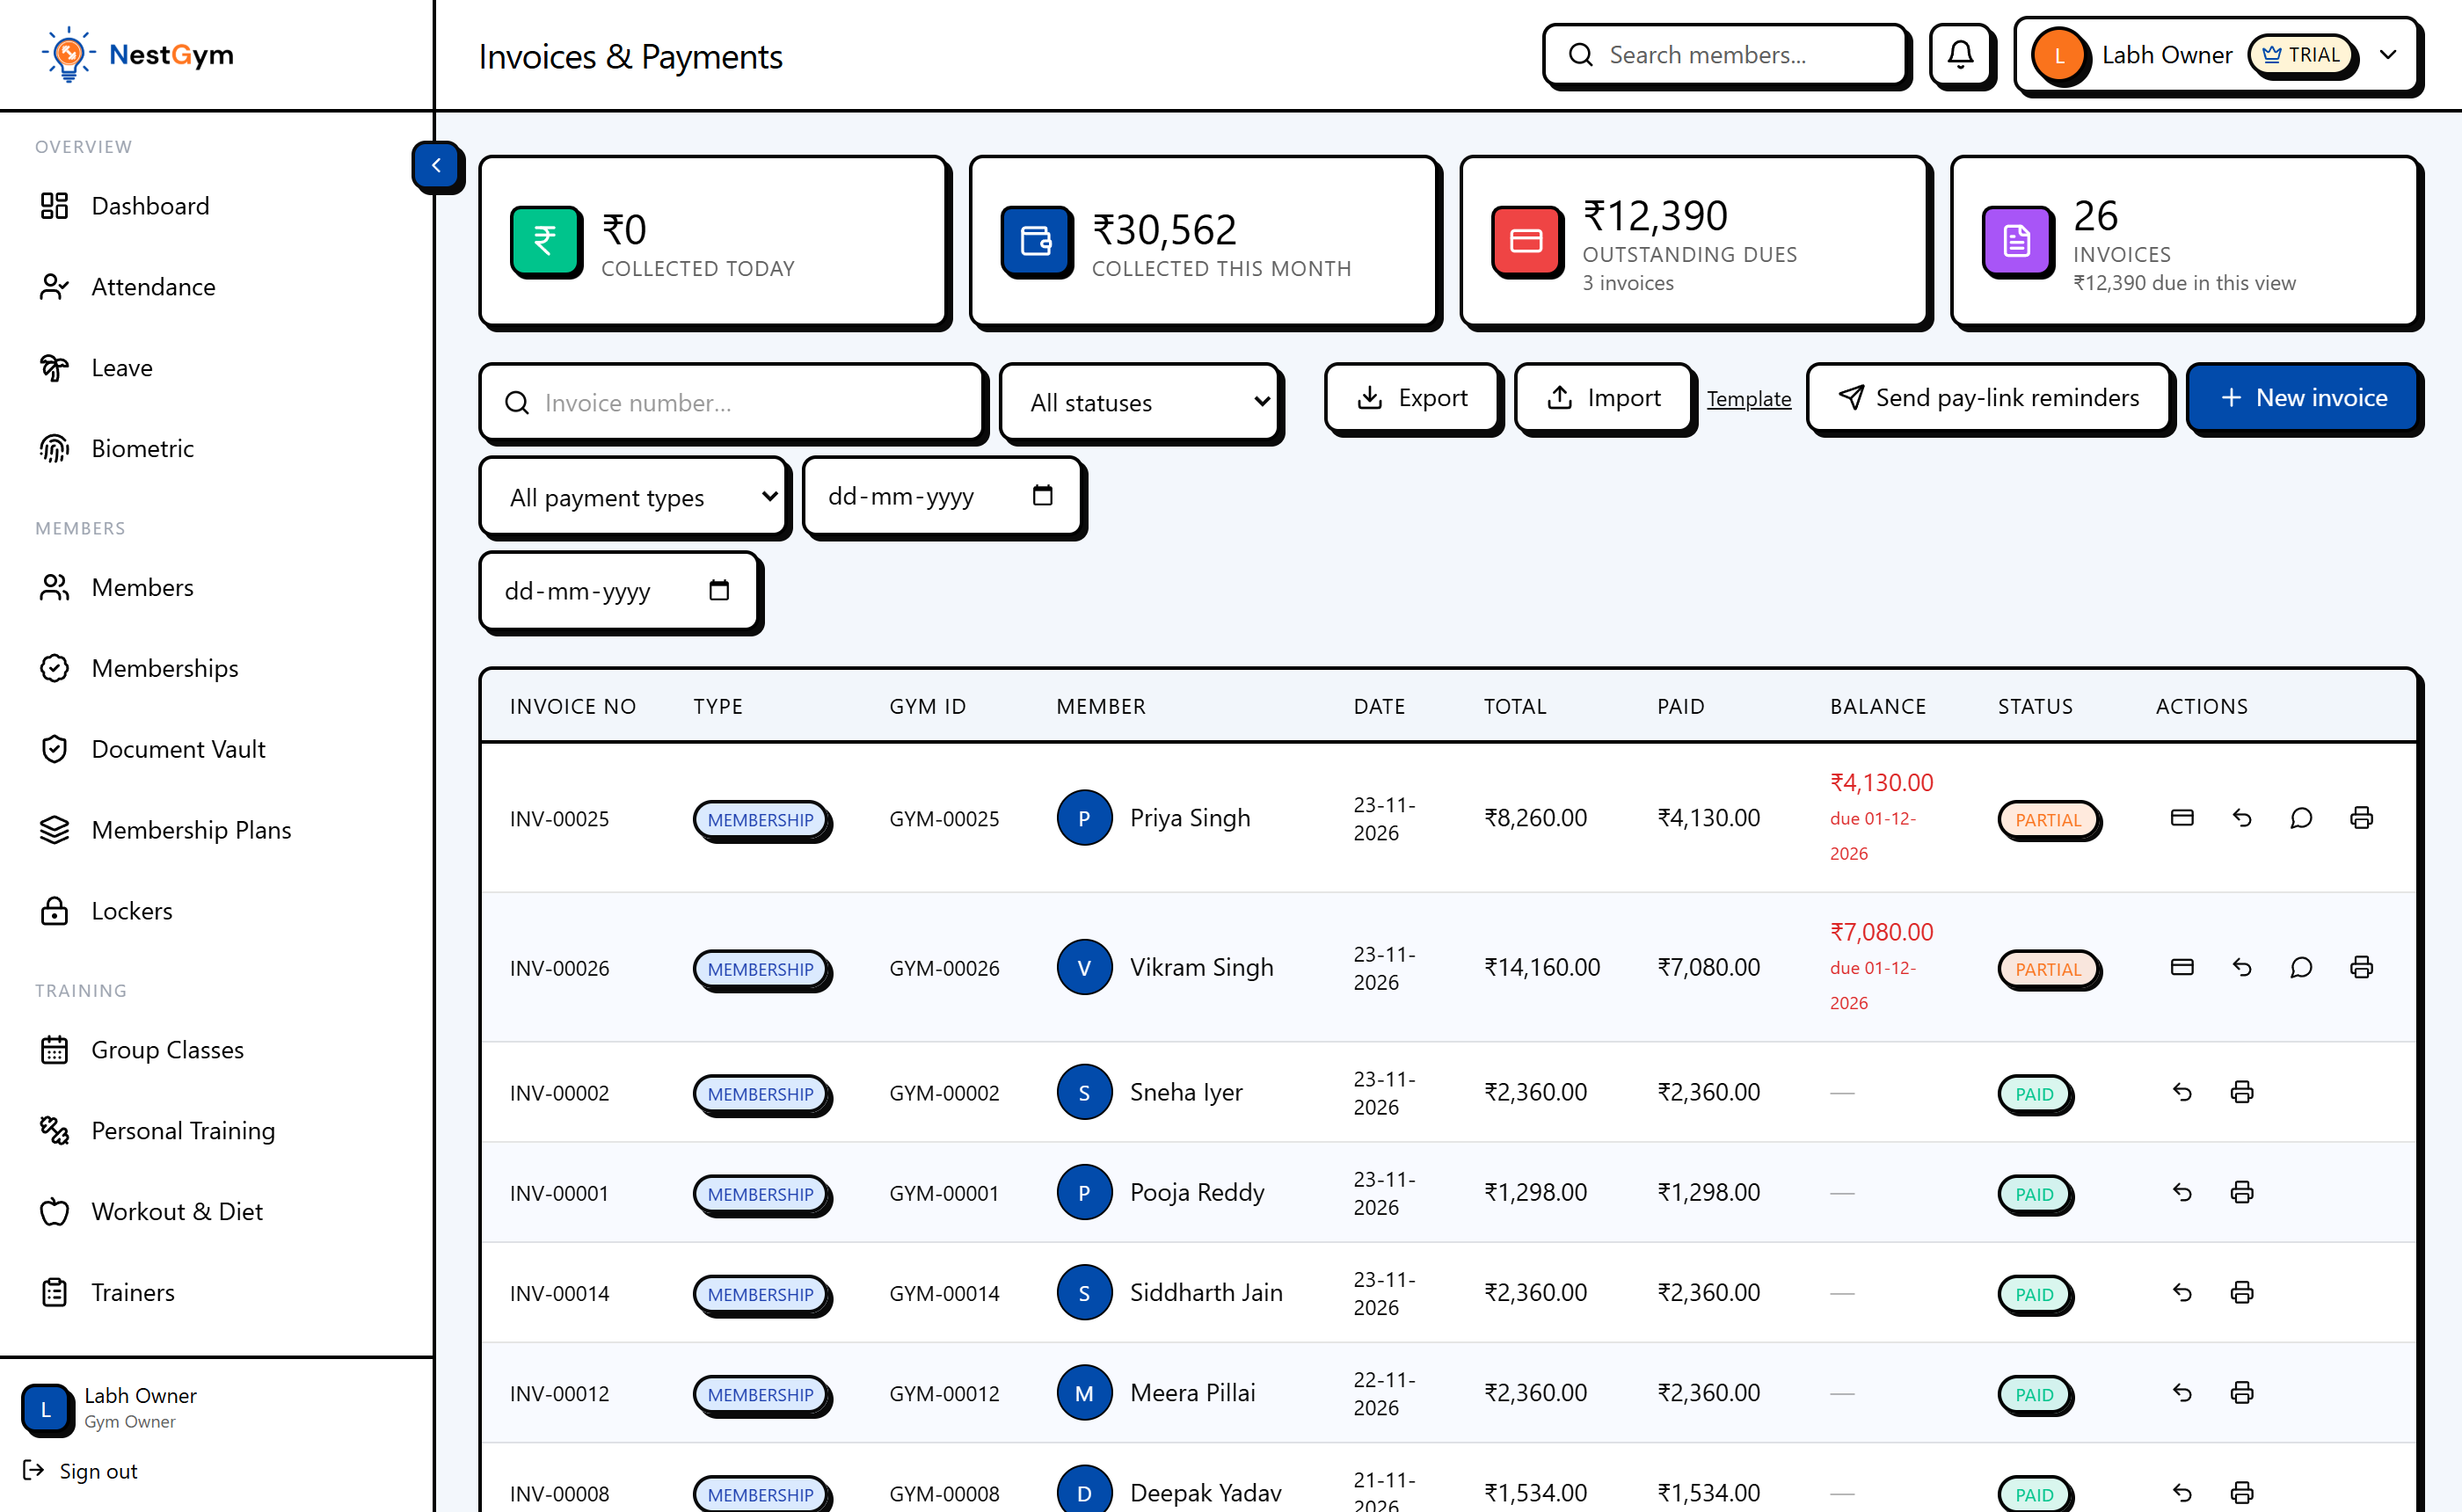 NestGym
Invoices & Payments
Search members...
L
Labh Owner
TRIAL
OVERVIEW
Dashboard
Attendance
Leave
Biometric
MEMBERS
Members
Memberships
Document Vault
Membership Plans
Lockers
TRAINING
Group Classes
Personal Training
Workout & Diet
Trainers
L
Labh Owner
Gym Owner
Sign out
₹0
COLLECTED TODAY
₹30,562
COLLECTED THIS MONTH
₹12,390
OUTSTANDING DUES
3 invoices
26
INVOICES
₹12,390 due in this view
Invoice number...
All statuses
Export
Import
Template
Send pay-link reminders
New invoice
All payment types
dd-mm-yyyy
dd-mm-yyyy
INVOICE NO TYPE GYM ID MEMBER DATE TOTAL PAID BALANCE STATUS ACTIONS
INV-00025 MEMBERSHIP GYM-00025 P Priya Singh 23-11-2026 ₹8,260.00 ₹4,130.00 ₹4,130.00 due 01-12-2026 PARTIAL
INV-00026 MEMBERSHIP GYM-00026 V Vikram Singh 23-11-2026 ₹14,160.00 ₹7,080.00 ₹7,080.00 due 01-12-2026 PARTIAL
INV-00002 MEMBERSHIP GYM-00002 S Sneha Iyer 23-11-2026 ₹2,360.00 ₹2,360.00 — PAID
INV-00001 MEMBERSHIP GYM-00001 P Pooja Reddy 23-11-2026 ₹1,298.00 ₹1,298.00 — PAID
INV-00014 MEMBERSHIP GYM-00014 S Siddharth Jain 23-11-2026 ₹2,360.00 ₹2,360.00 — PAID
INV-00012 MEMBERSHIP GYM-00012 M Meera Pillai 22-11-2026 ₹2,360.00 ₹2,360.00 — PAID
INV-00008 MEMBERSHIP GYM-00008 D Deepak Yadav 21-11-2026 ₹1,534.00 ₹1,534.00 — PAID